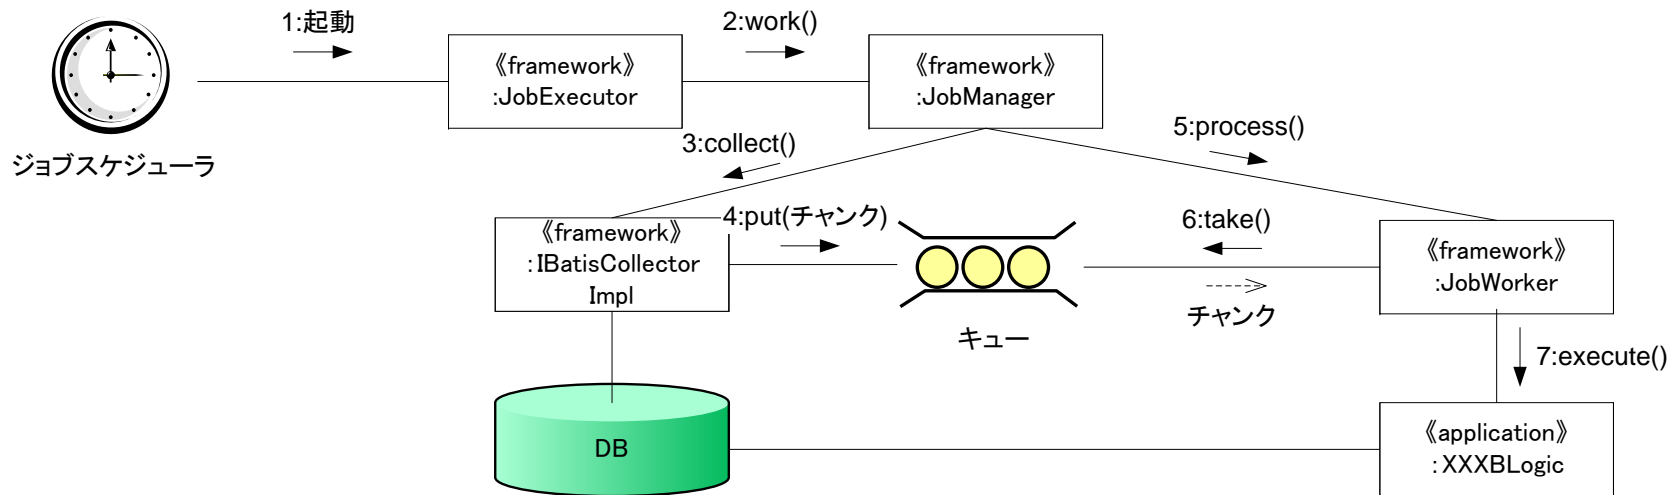 1:起動
2:work()
《framework》
:JobExecutor
《framework》
:JobManager
ジョブスケジューラ
3:collect()
5:process()
《framework》
:IBatisCollector
Impl
4:put(チャンク)
キュー
6:take()
チャンク
《framework》
:JobWorker
7:execute()
DB
《application》
:XXXBLogic